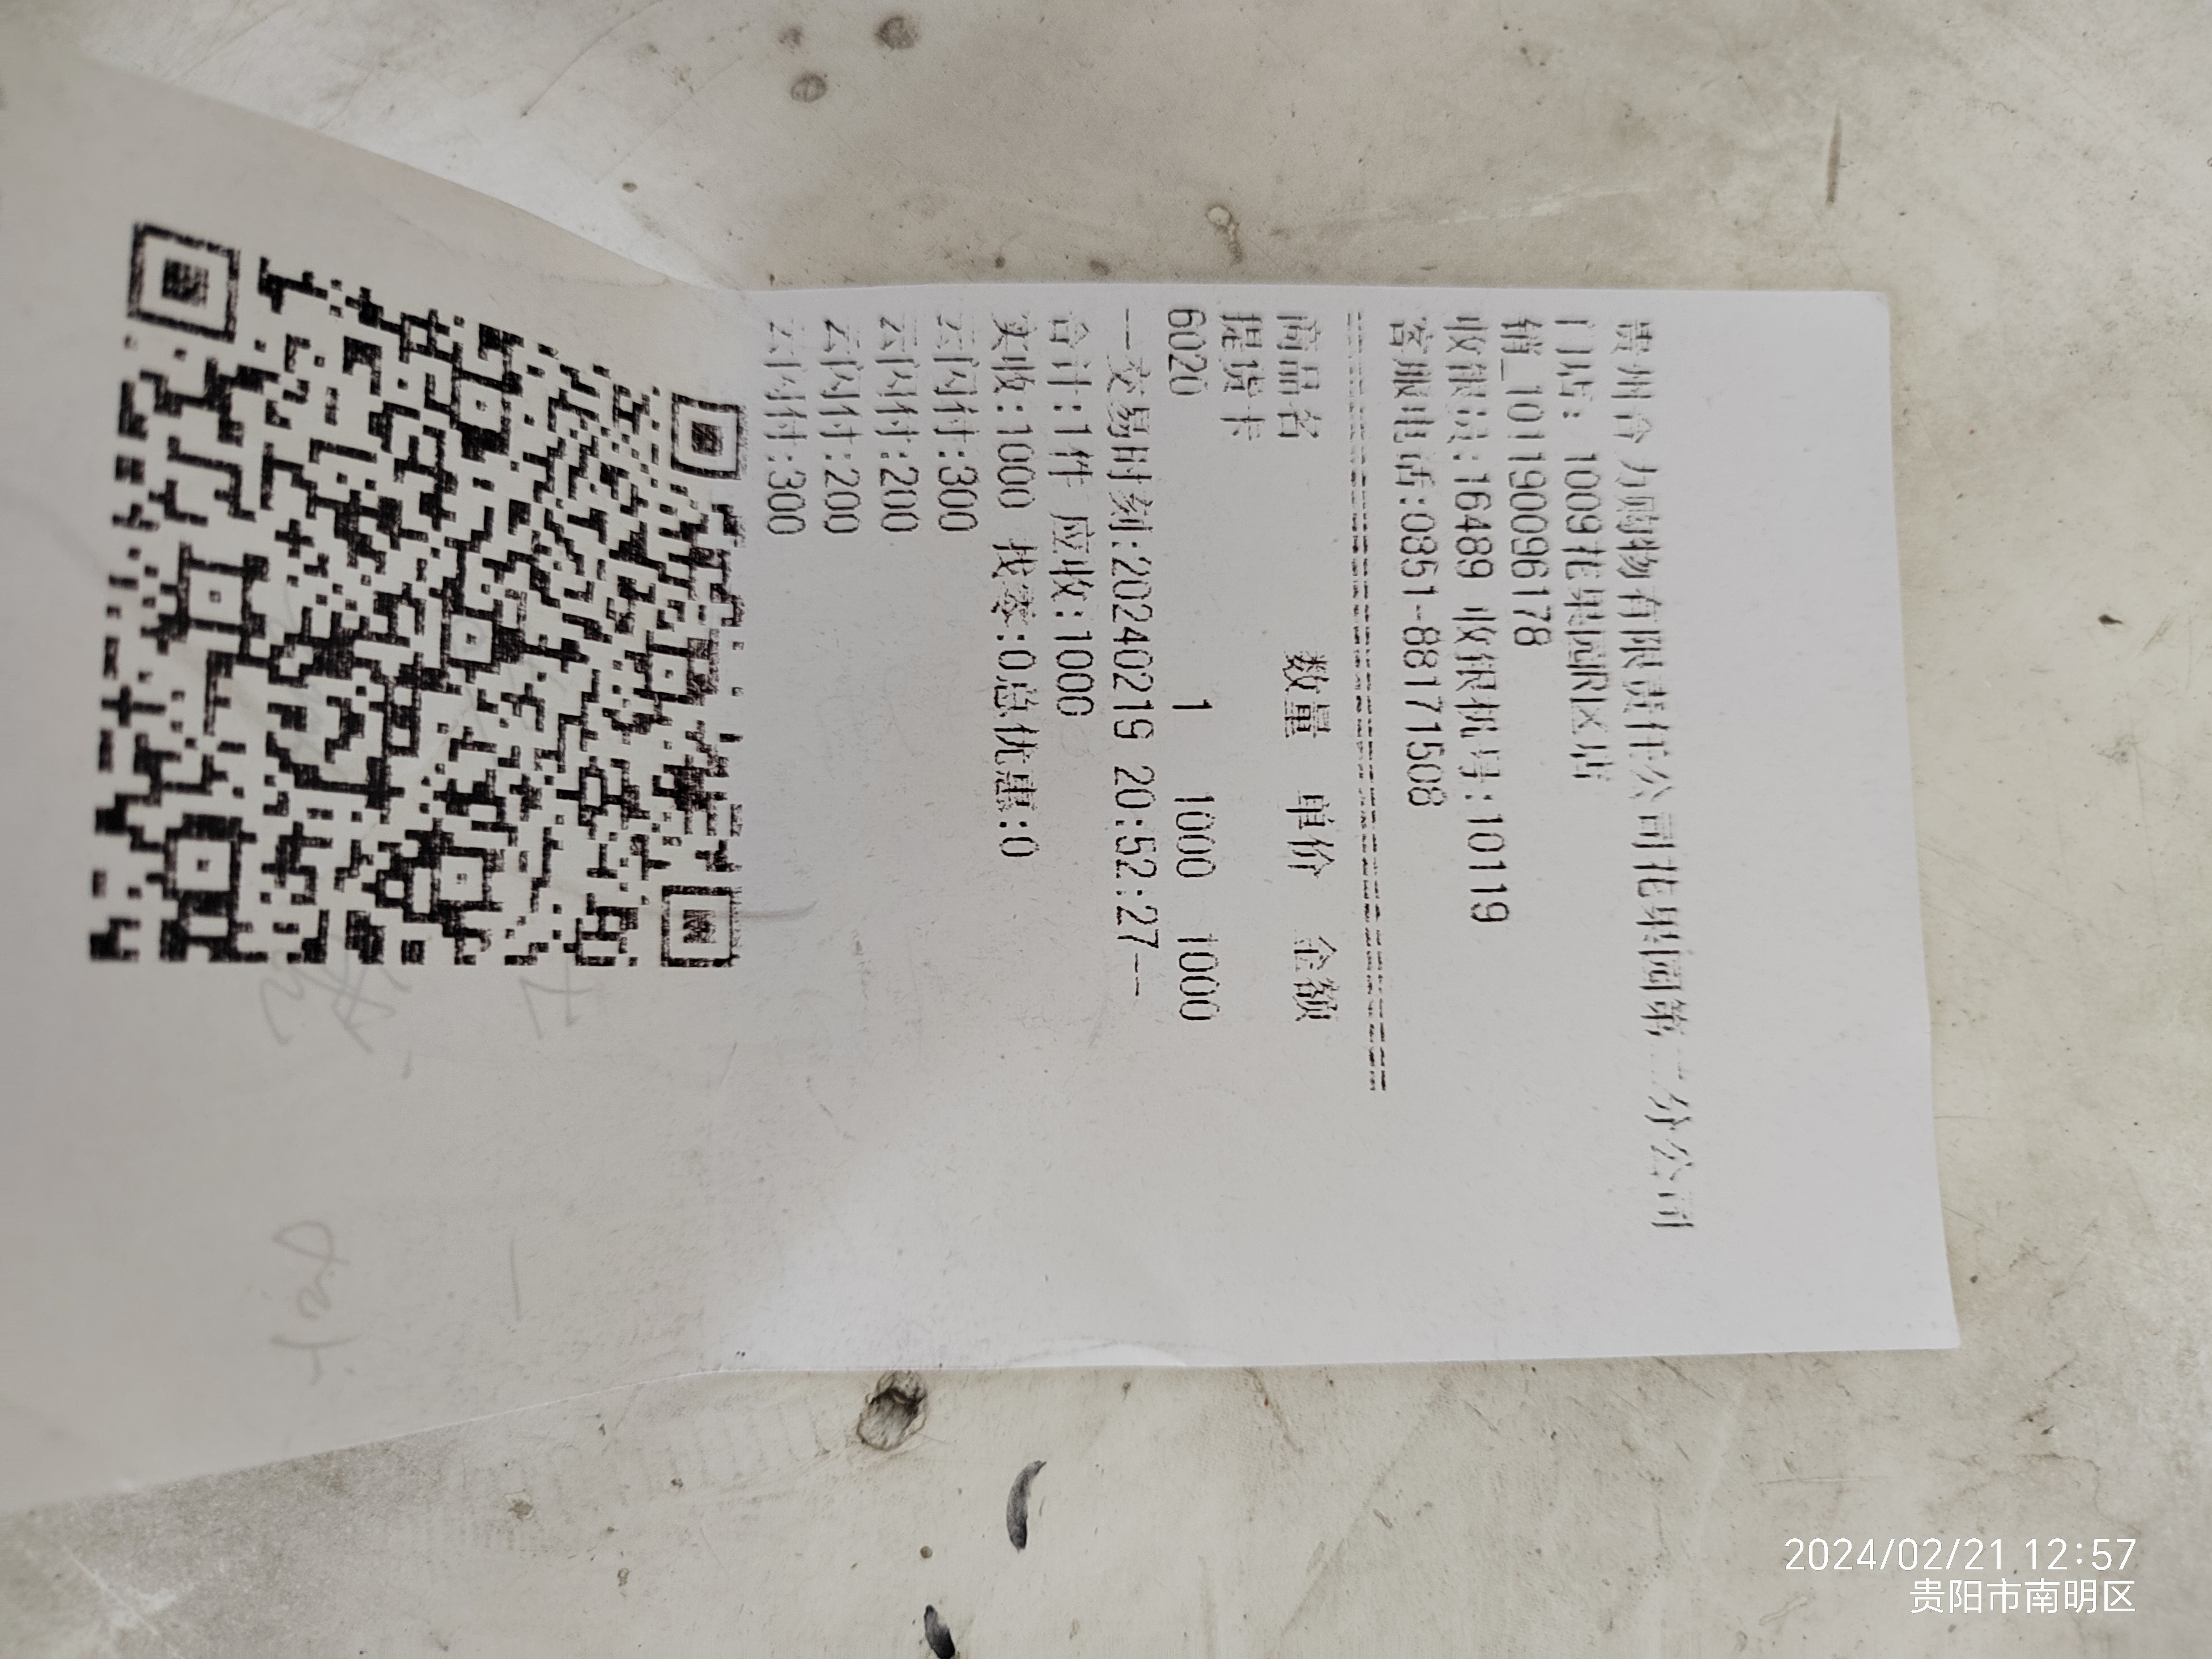 贵州合力购物有限责任公司花果园第二分公司
门店: 1009花果园R区店
销_101190096178
收银员:16489 收银机号:10119
客服电话:0851-88171508
================================
商品名 数量 单价 金额
提货卡
6020 1 1000 1000
--交易时刻:20240219 20:52:27--
合计:1件 应收:1000
实收:1000 找零:0总优惠:0
云闪付:300
云闪付:200
云闪付:200
云闪付:300
2024/02/21 12:57
贵阳市南明区